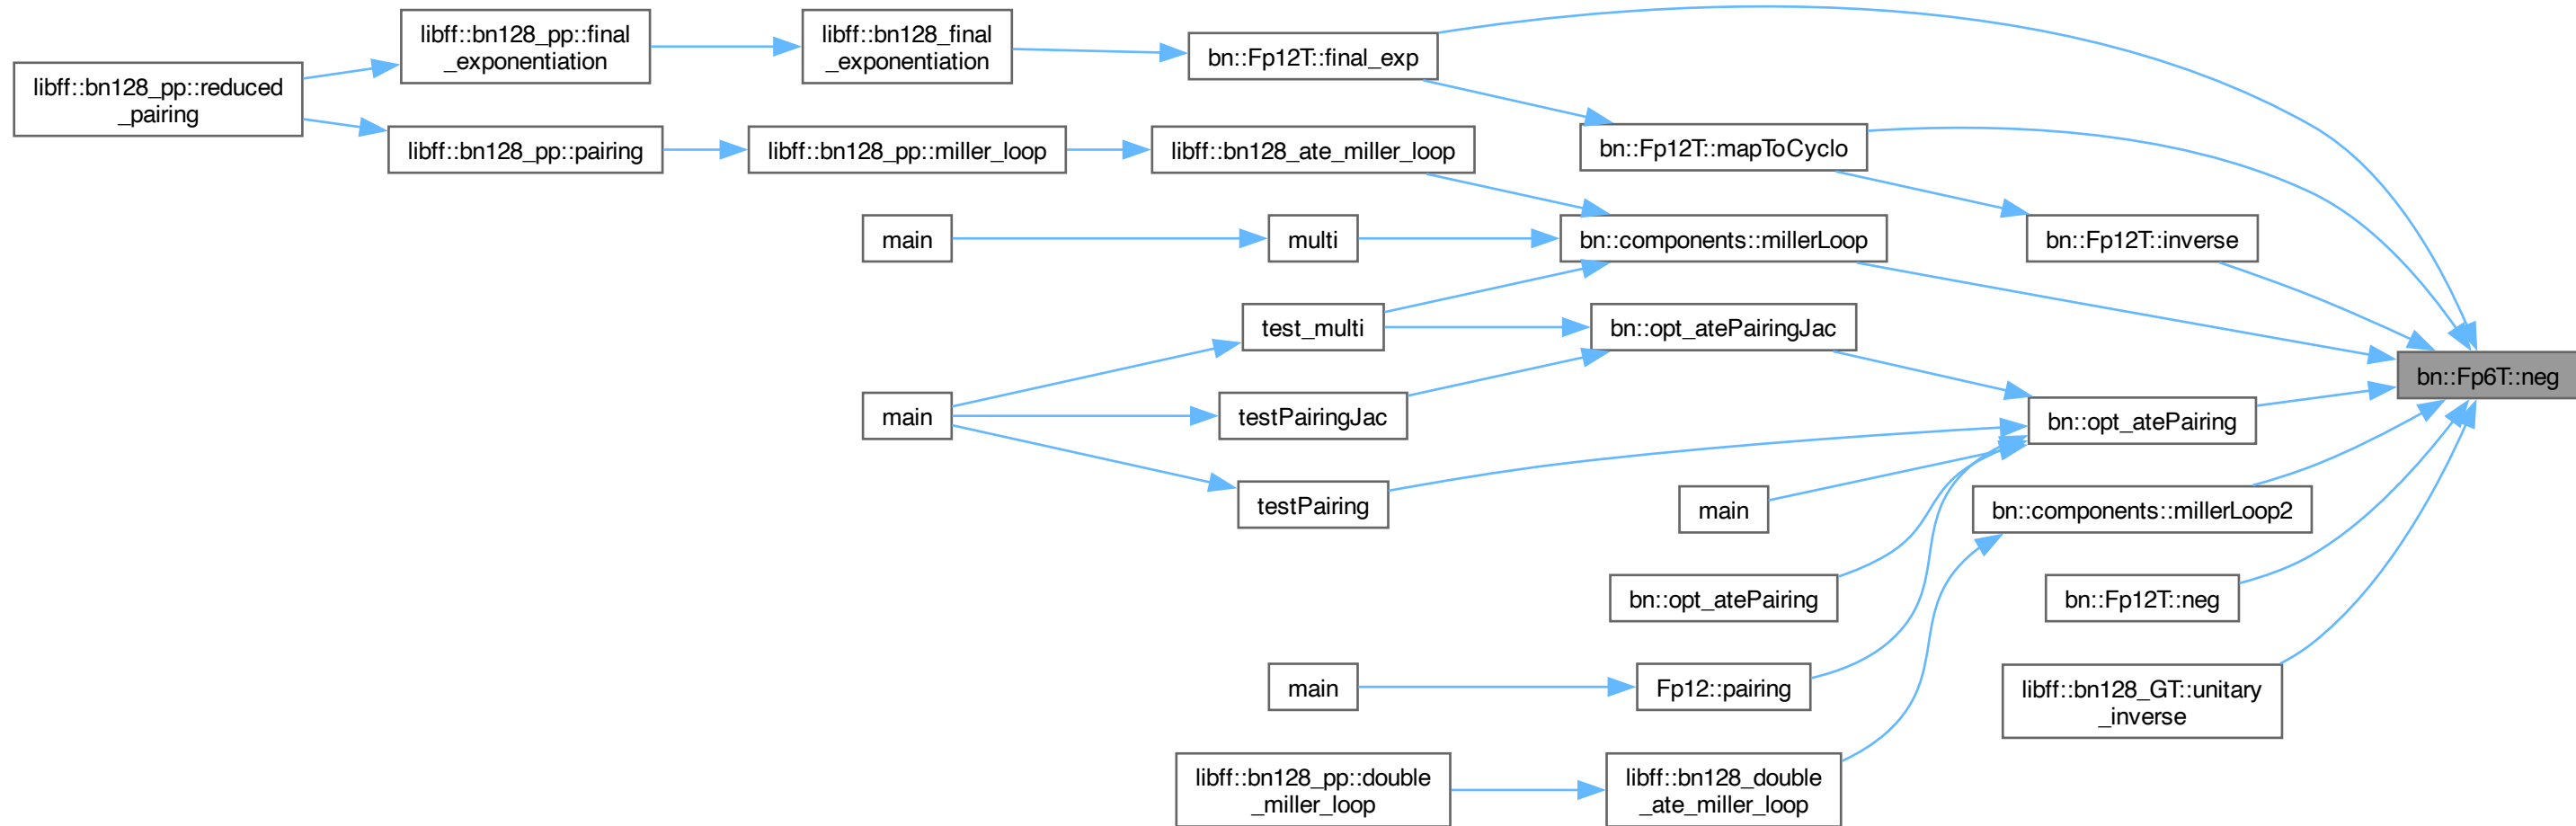 libff::bn128_pp::final
_exponentiation
libff::bn128_final
_exponentiation
bn::Fp12T::final_exp
libff::bn128_pp::reduced
_pairing
libff::bn128_pp::pairing
libff::bn128_pp::miller_loop
libff::bn128_ate_miller_loop
bn::Fp12T::mapToCyclo
main
multi
bn::components::millerLoop
bn::Fp12T::inverse
test_multi
bn::opt_atePairingJac
bn::Fp6T::neg
main
testPairingJac
bn::opt_atePairing
testPairing
main
bn::components::millerLoop2
bn::opt_atePairing
bn::Fp12T::neg
main
Fp12::pairing
libff::bn128_GT::unitary
_inverse
libff::bn128_pp::double
_miller_loop
libff::bn128_double
_ate_miller_loop